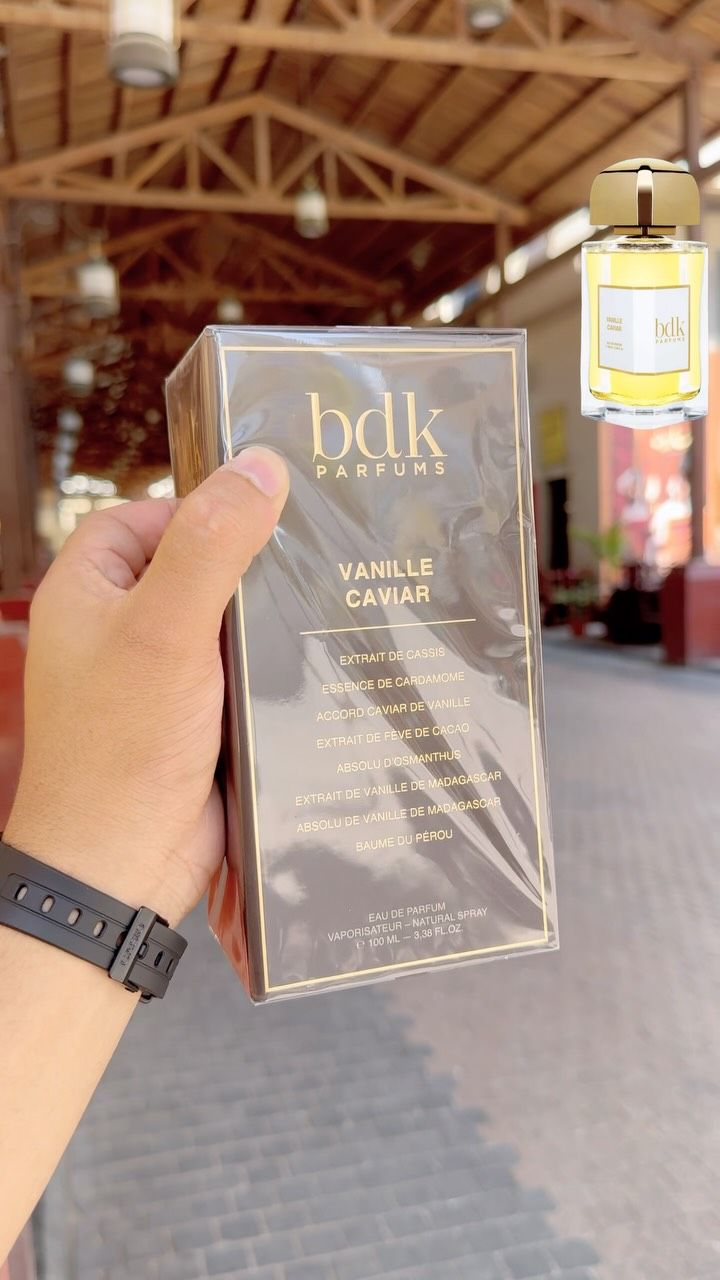 bdk
PARFUMS
VANILLE
CAVIAR
EXTRAIT DE CASSIS
ESSENCE DE CARDAMOME
ACCORD CAVIAR DE VANILLE
EXTRAIT DE FÈVE DE CACAO
ABSOLU D'OSMANTHUS
EXTRAIT DE VANILLE DE MADAGASCAR
ABSOLU DE VANILLE DE MADAGASCAR
BAUME DU PÉROU
EAU DE PARFUM
VAPORISATEUR – NATURAL SPRAY
℮ 100 ML – 3,38 FL.OZ.
VANILLE
CAVIAR
bdk
PARFUMS